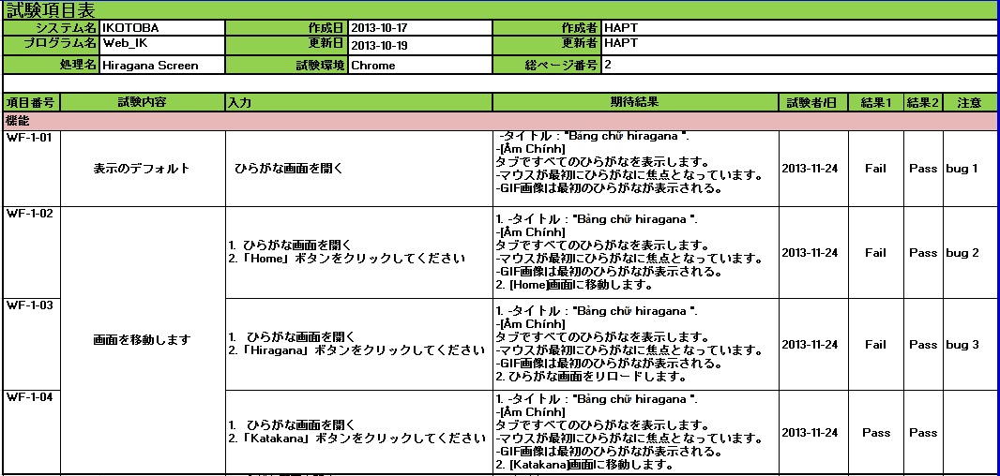 試験項目表
システム名 IKOTOBA 作成日 2013-10-17 作成者 HAPT
プログラム名 Web_IK 更新日 2013-10-19 更新者 HAPT
処理名 Hiragana Screen 試験環境 Chrome 総ページ番号 2
項目番号 試験内容 入力 期待結果 試験者/日 結果1 結果2 注意
機能
WF-1-01
表示のデフォルト
ひらがな画面を開く
-タイトル："Bảng chữ hiragana ".
-[Âm Chính]
タブですべてのひらがなを表示します。
-マウスが最初にひらがなに焦点となっています。
-GIF画像は最初のひらがなが表示される。
2013-11-24 Fail Pass bug 1
WF-1-02
画面を移動します
1. ひらがな画面を開く
2.「Home」ボタンをクリックしてください
1. -タイトル："Bảng chữ hiragana ".
-[Âm Chính]
タブですべてのひらがなを表示します。
-マウスが最初にひらがなに焦点となっています。
-GIF画像は最初のひらがなが表示される。
2. [Home]画面に移動します。
2013-11-24 Fail Pass bug 2
WF-1-03
1. ひらがな画面を開く
2.「Hiragana」ボタンをクリックしてください
1. -タイトル："Bảng chữ hiragana ".
-[Âm Chính]
タブですべてのひらがなを表示します。
-マウスが最初にひらがなに焦点となっています。
-GIF画像は最初のひらがなが表示される。
2. ひらがな画面をリロードします。
2013-11-24 Fail Pass bug 3
WF-1-04
1. ひらがな画面を開く
2.「Katakana」ボタンをクリックしてください
1. -タイトル："Bảng chữ hiragana ".
-[Âm Chính]
タブですべてのひらがなを表示します。
-マウスが最初にひらがなに焦点となっています。
-GIF画像は最初のひらがなが表示される。
2. [Katakana]画面に移動します。
2013-11-24 Pass Pass